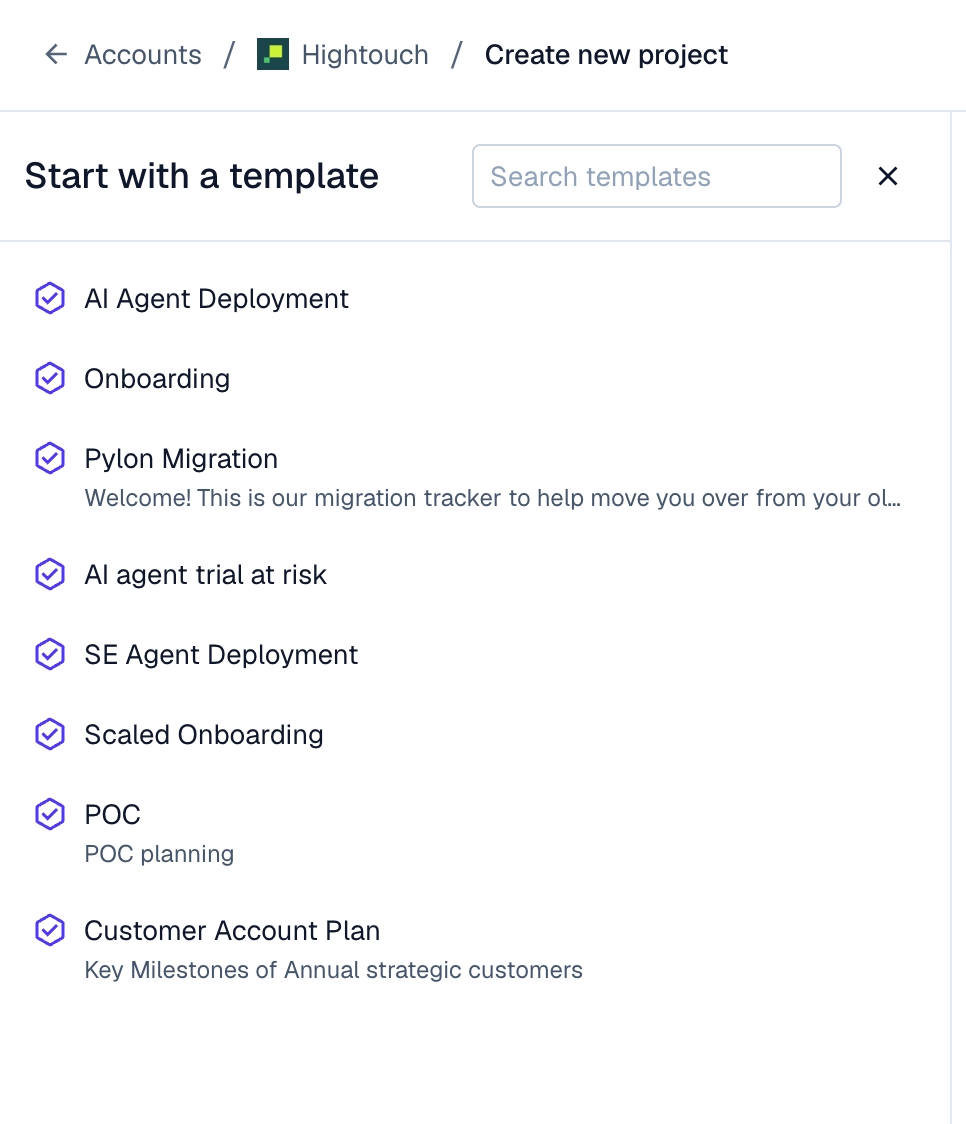 Accounts / Hightouch / Create new project
Start with a template
Search templates
AI Agent Deployment
Onboarding
Pylon Migration
Welcome! This is our migration tracker to help move you over from your ol...
AI agent trial at risk
SE Agent Deployment
Scaled Onboarding
POC
POC planning
Customer Account Plan
Key Milestones of Annual strategic customers